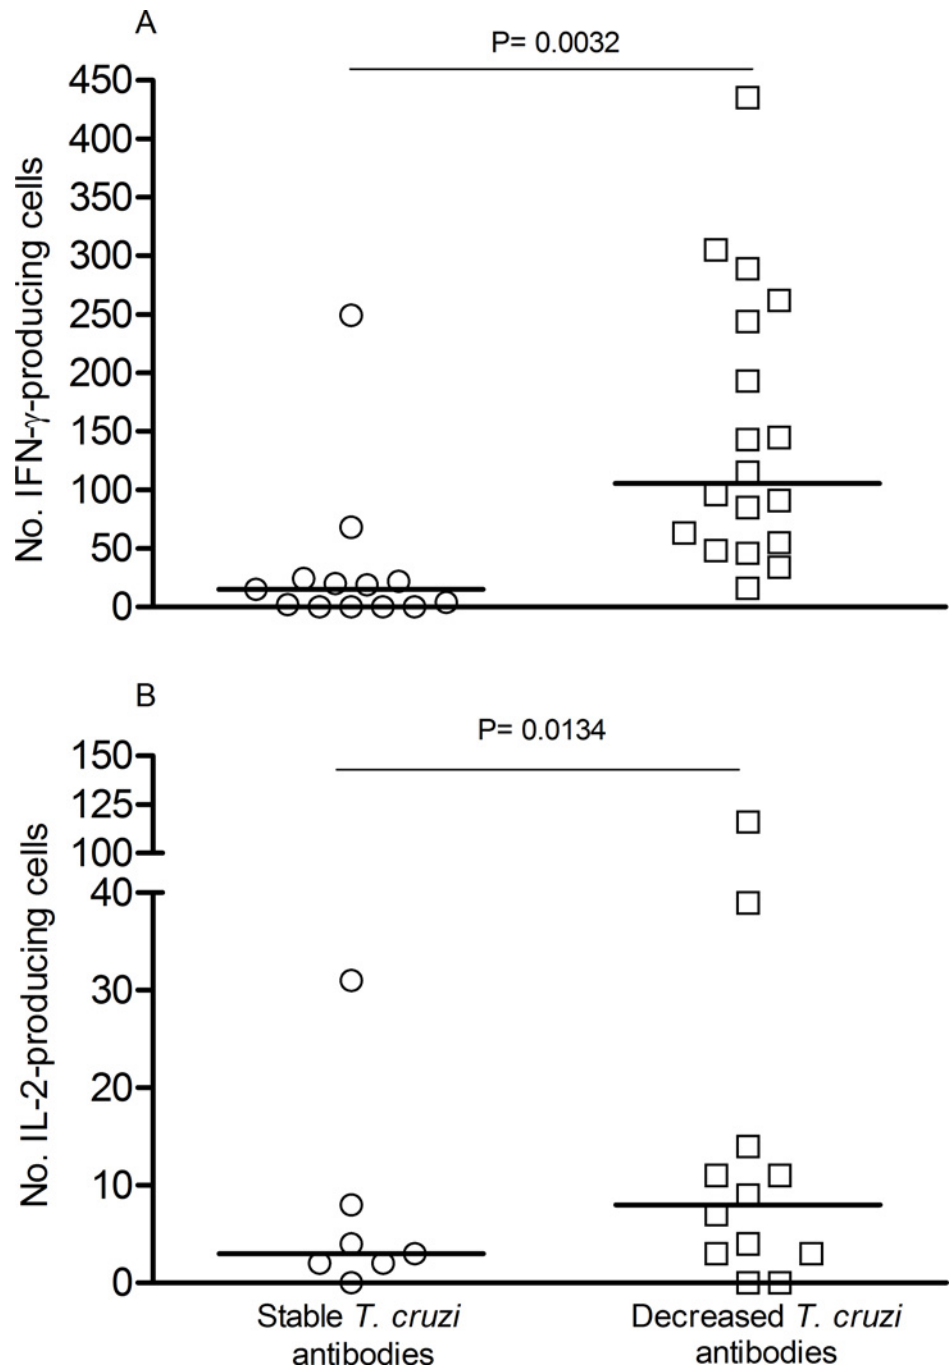 A
P= 0.0032
No. IFN-γ-producing cells
450
400
350
300
250
200
150
100
50
0
B
P= 0.0134
No. IL-2-producing cells
150
125
100
40
30
20
10
0
Stable T. cruzi
antibodies
Decreased T. cruzi
antibodies